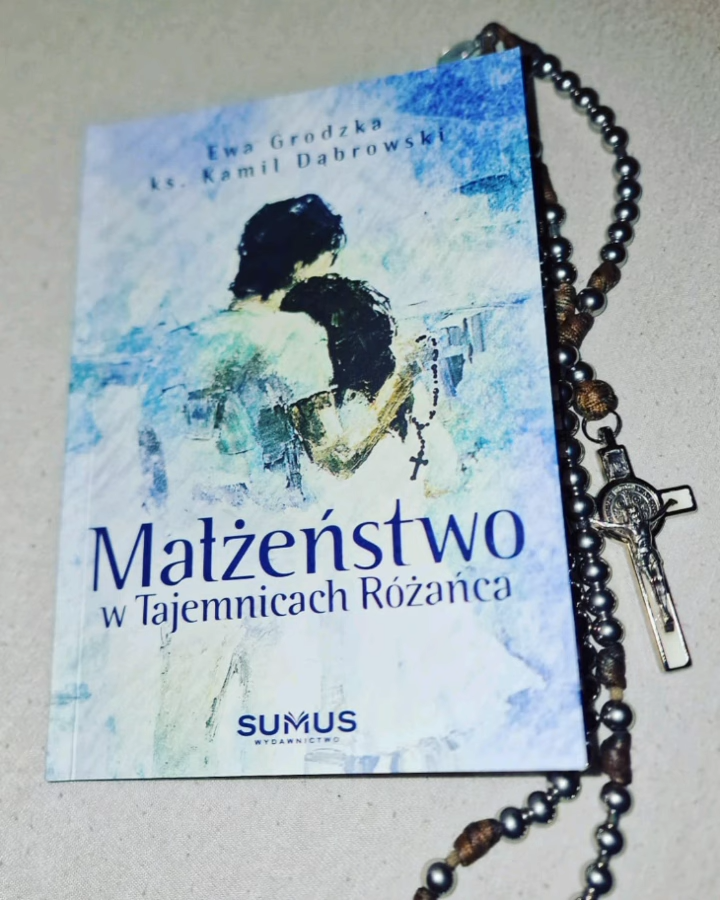 Ewa Grodzka
ks. Kamil Dąbrowski
Małżeństwo
w Tajemnicach Różańca
SUMUS
WYDAWNICTWO